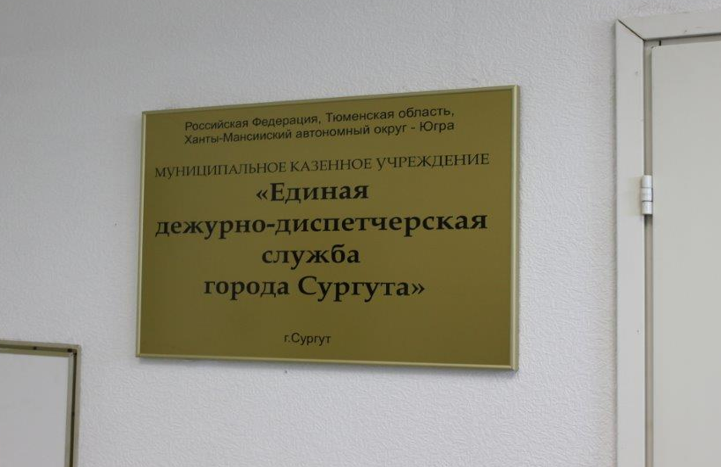 Российская Федерация, Тюменская область,
Ханты-Мансийский автономный округ - Югра
МУНИЦИПАЛЬНОЕ КАЗЕННОЕ УЧРЕЖДЕНИЕ
«Единая
дежурно-диспетчерская
служба
города Сургута»
г.Сургут